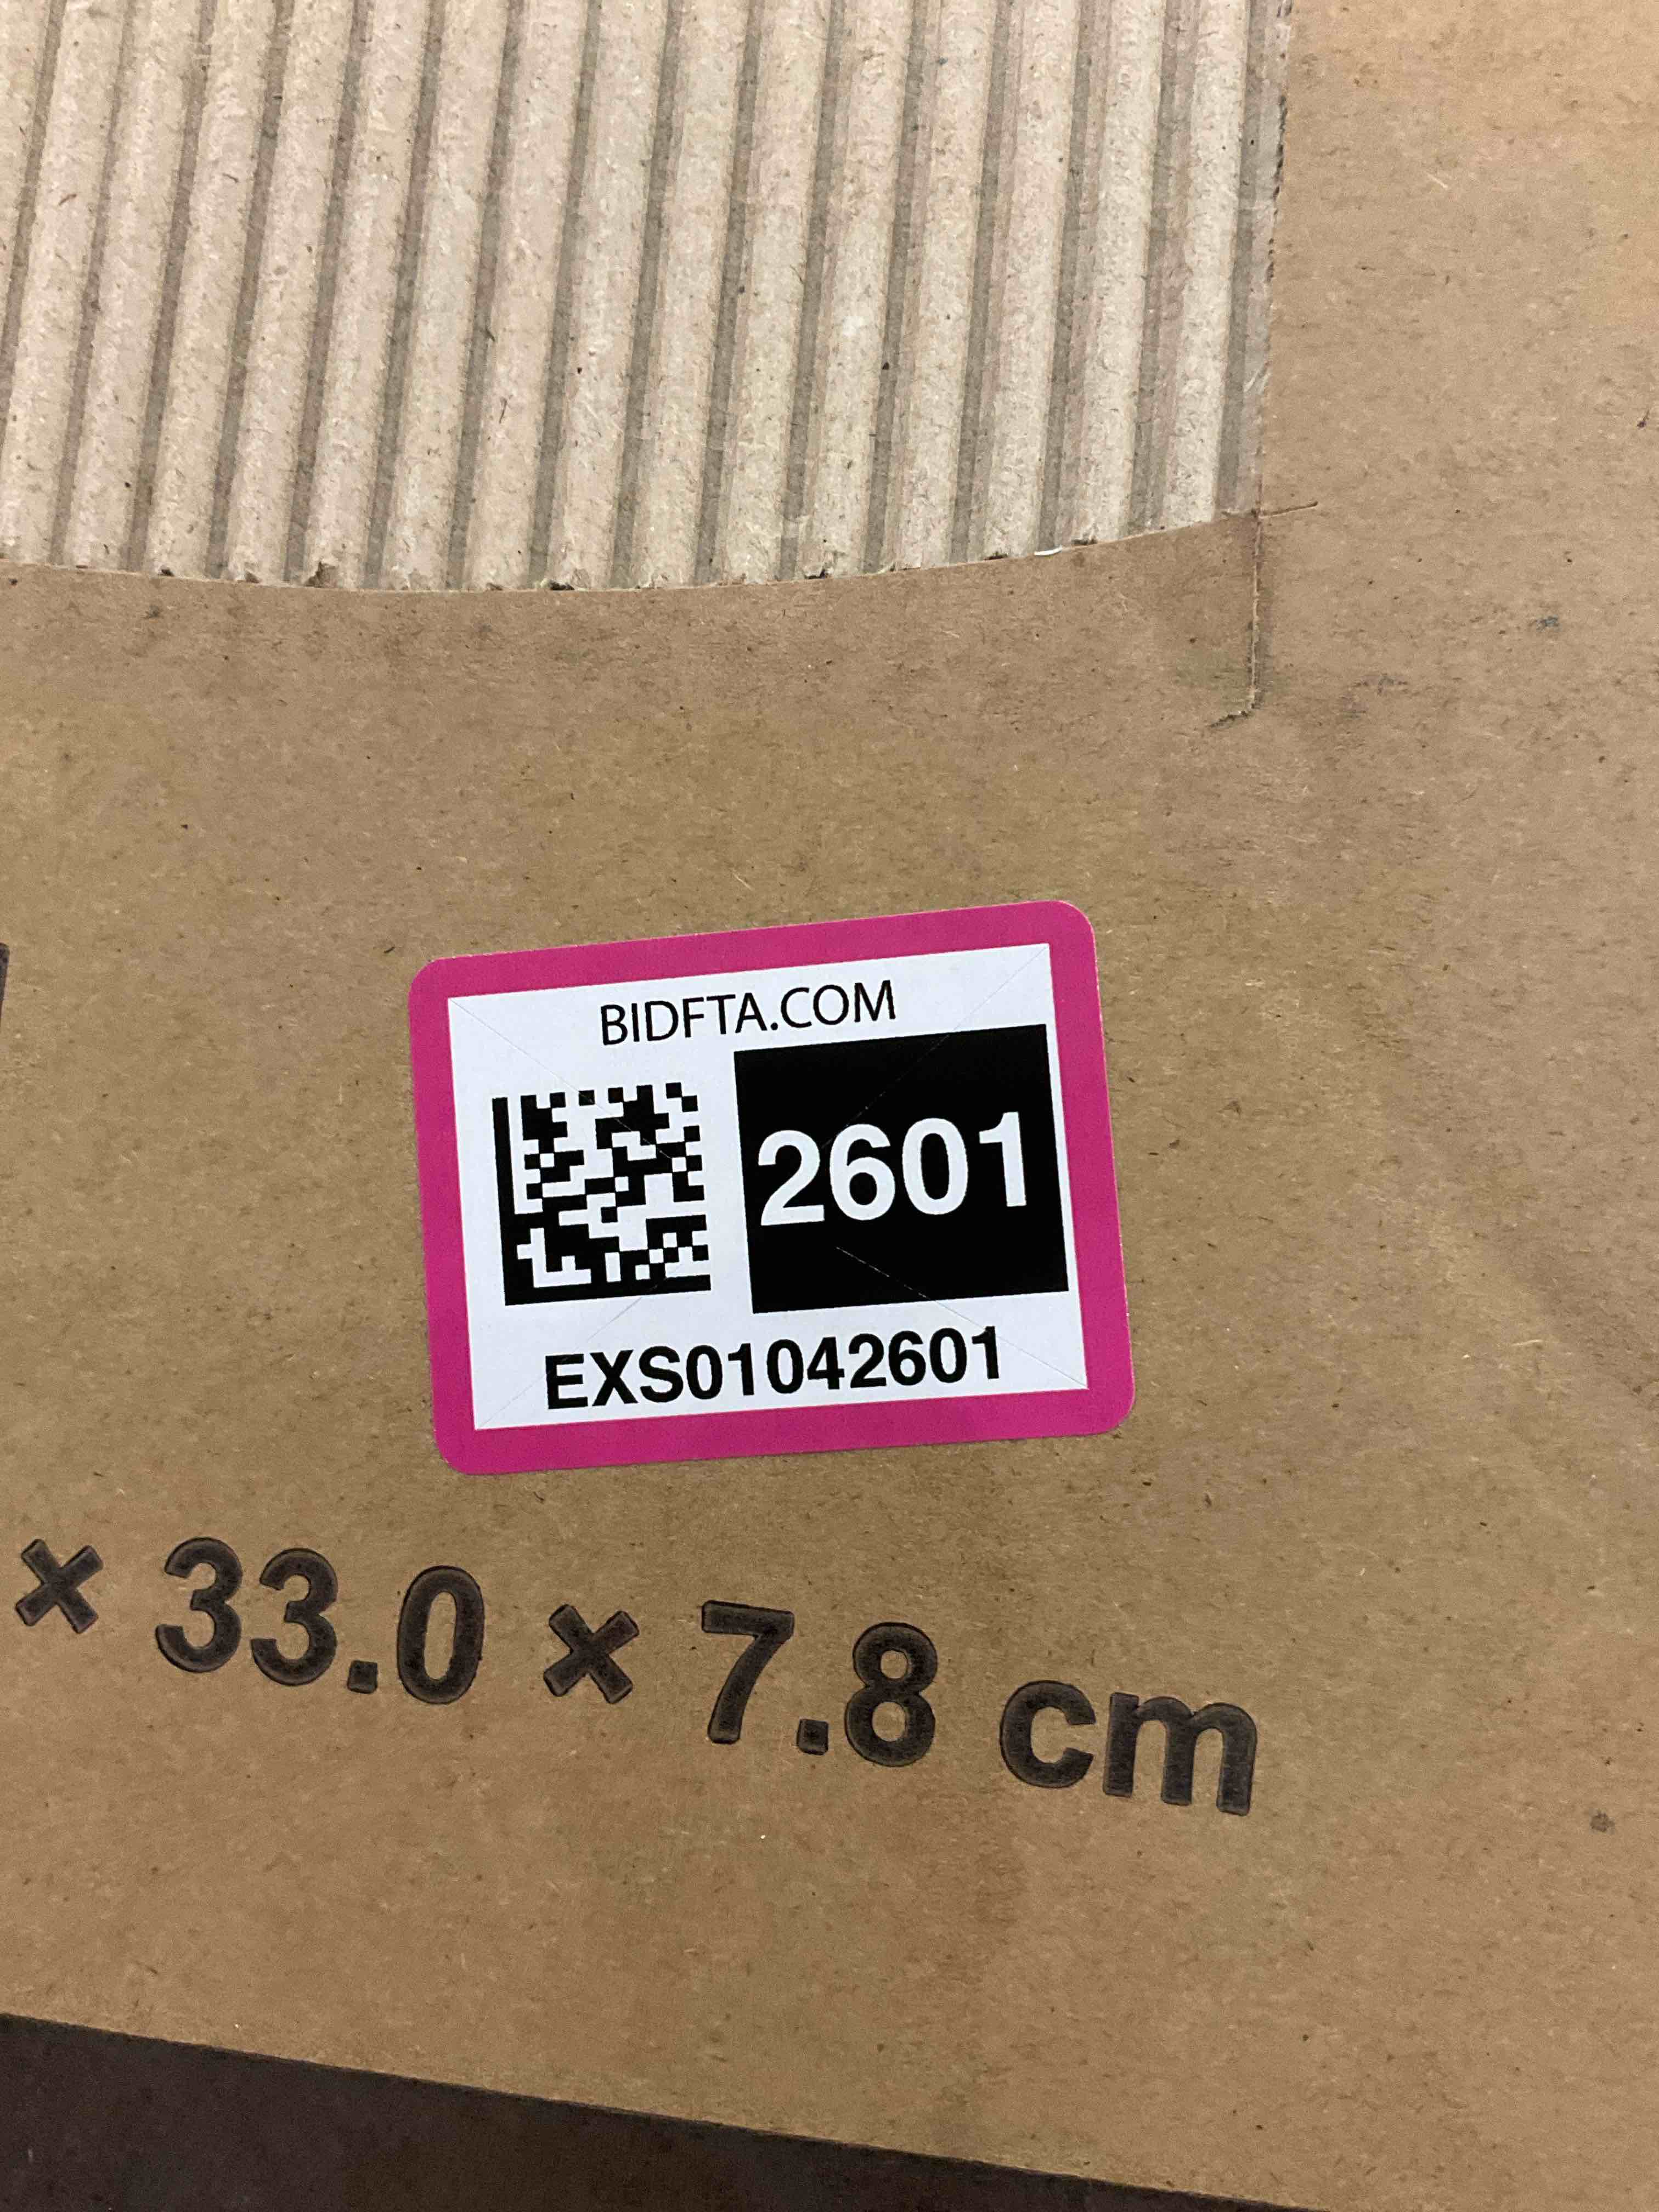 BIDFTA.COM
2601
EXS01042601
× 33.0 × 7.8 cm